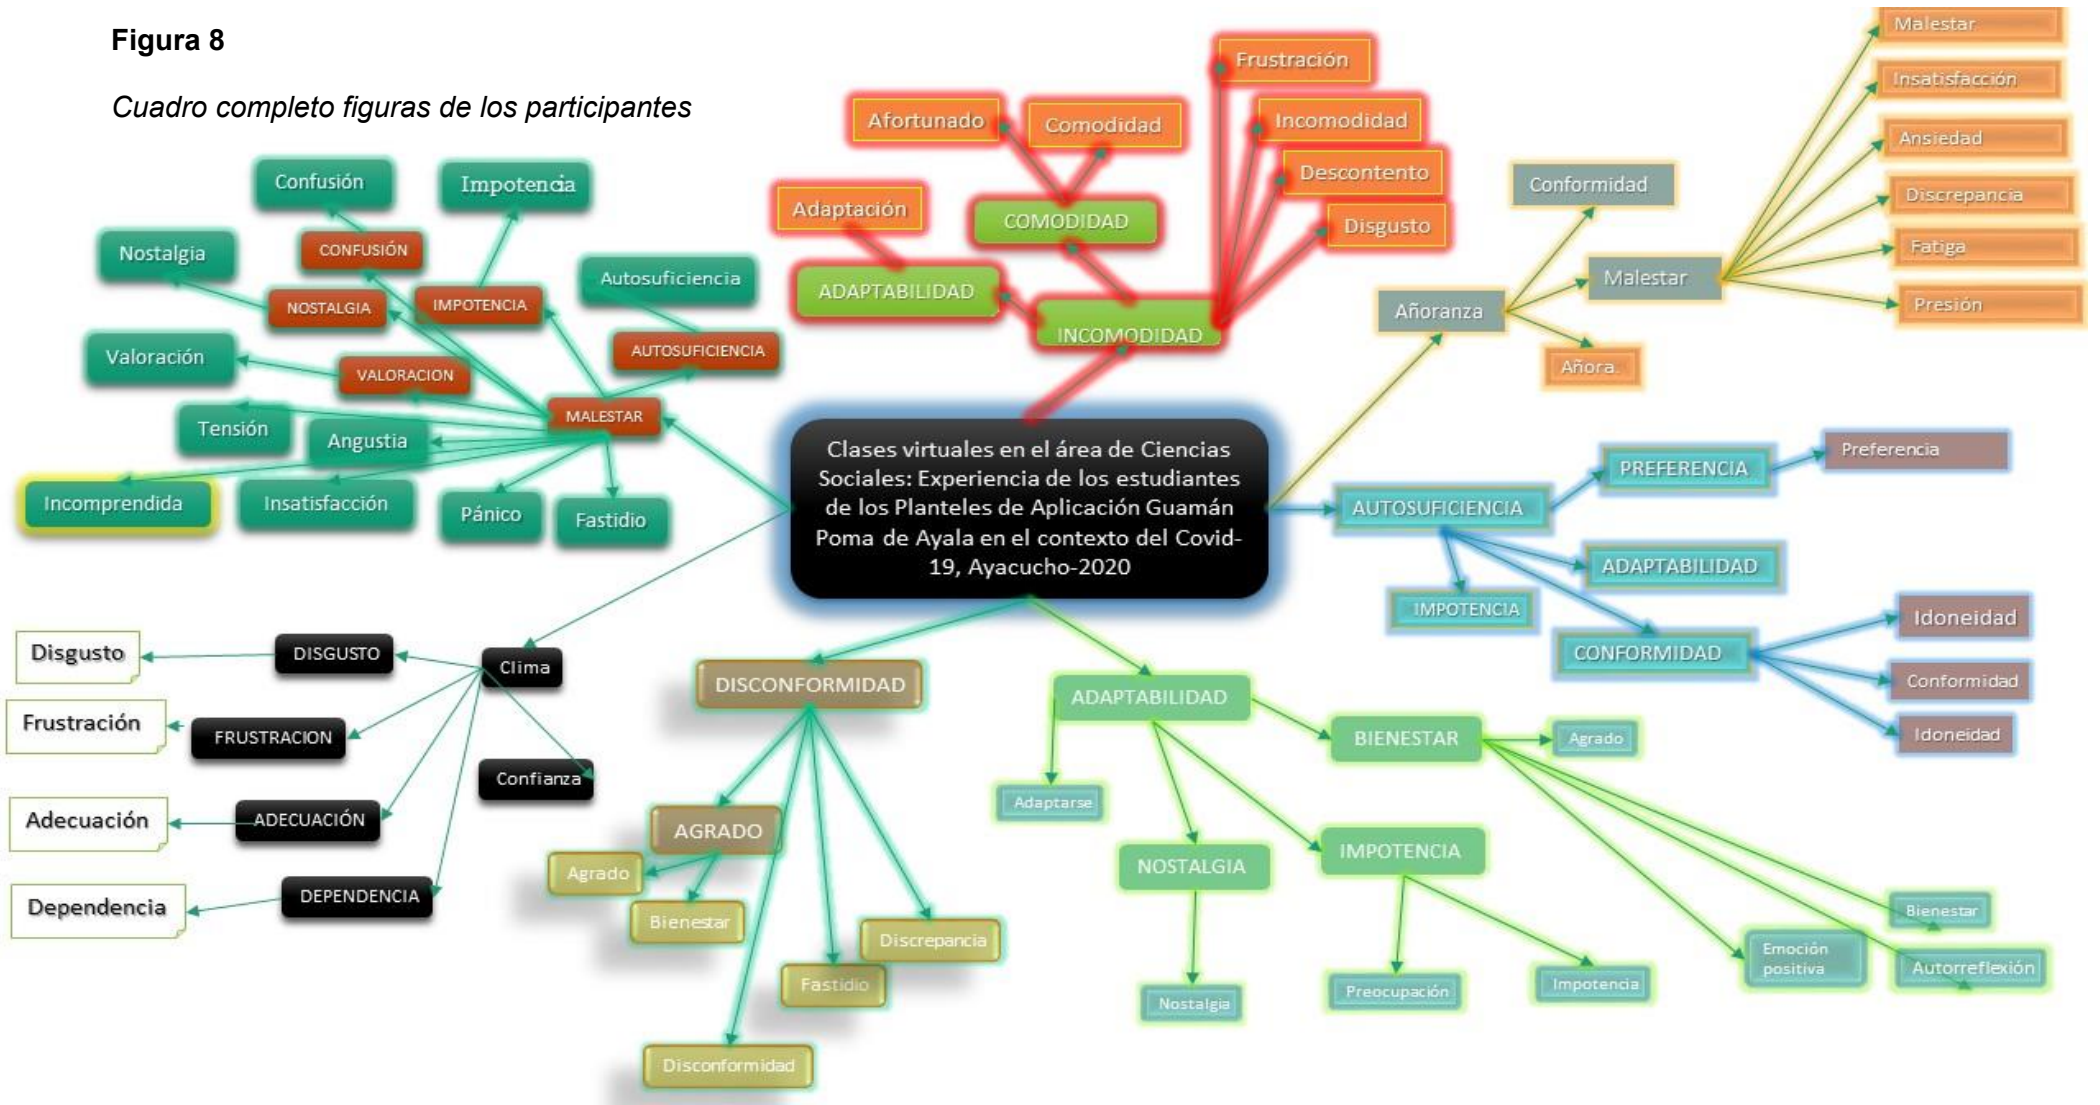 Figura 8
Cuadro completo figuras de los participantes
Confusión
Impotencia
Nostalgia
CONFUSIÓN
Autosuficiencia
NOSTALGIA
IMPOTENCIA
Valoración
VALORACION
AUTOSUFICIENCIA
MALESTAR
Tensión
Angustia
Incomprendida
Insatisfacción
Pánico
Fastidio
Frustración
Afortunado
Comodidad
Incomodidad
Descontento
Adaptación
COMODIDAD
Disgusto
ADAPTABILIDAD
INCOMODIDAD
Malestar
Insatisfacción
Ansiedad
Conformidad
Discrepancia
Fatiga
Malestar
Presión
Añoranza
Añora.
Clases virtuales en el área de Ciencias
Sociales: Experiencia de los estudiantes
de los Planteles de Aplicación Guamán
Poma de Ayala en el contexto del Covid-
19, Ayacucho-2020
PREFERENCIA
Preferencia
AUTOSUFICIENCIA
ADAPTABILIDAD
IMPOTENCIA
CONFORMIDAD
Idoneidad
Conformidad
Idoneidad
Disgusto
DISGUSTO
Clima
Frustración
FRUSTRACION
Confianza
Adecuación
ADECUACIÓN
Dependencia
DEPENDENCIA
DISCONFORMIDAD
AGRADO
Agrado
Bienestar
Discrepancia
Fastidio
Disconformidad
ADAPTABILIDAD
BIENESTAR
Agrado
Adaptarse
NOSTALGIA
IMPOTENCIA
Bienestar
Emoción
positiva
Autorreflexión
Nostalgia
Preocupación
Impotencia